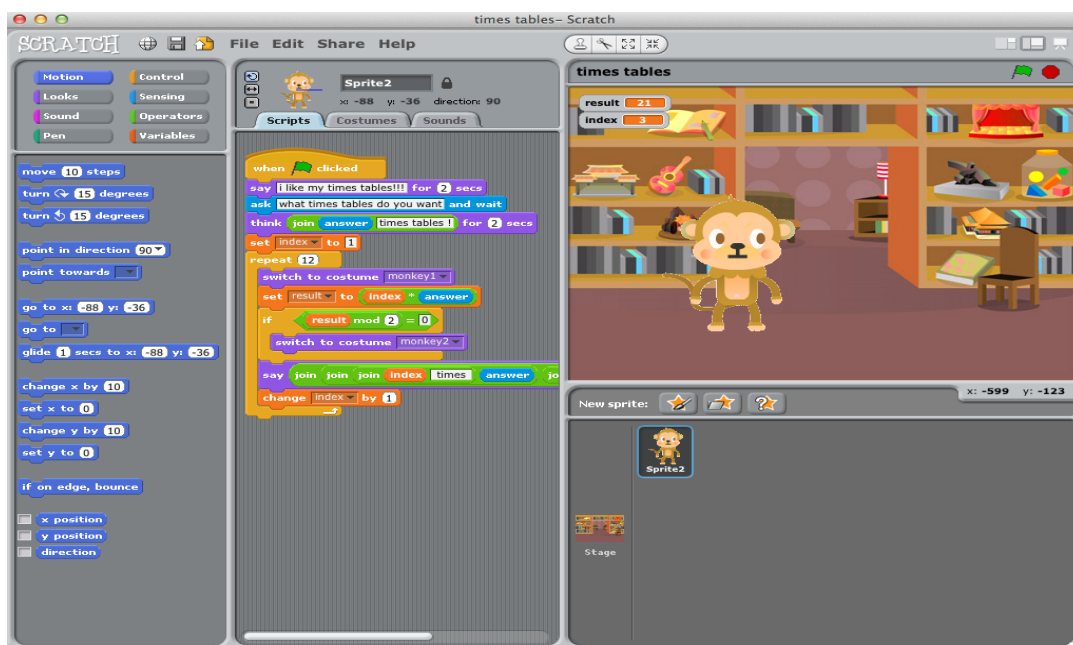 times tables– Scratch
SCRATCH File Edit Share Help
Motion Control
Looks Sensing
Sound Operators
Pen Variables
move 10 steps
turn 15 degrees
turn 15 degrees
point in direction 90
point towards
go to x: -88 y: -36
go to
glide 1 secs to x: -88 y: -36
change x by 10
set x to 0
change y by 10
set y to 0
if on edge, bounce
x position
y position
direction
Sprite2
x: -88 y: -36 direction: 90
Scripts Costumes Sounds
when clicked
say i like my times tables!!! for 2 secs
ask what times tables do you want and wait
think join answer times tables ! for 2 secs
set index to 1
repeat 12
switch to costume monkey1
set result to index * answer
if result mod 2 = 0
switch to costume monkey2
say join join join index times answer jo
change index by 1
times tables
result 21
index 3
x: -599 y: -123
New sprite:
Sprite2
Stage